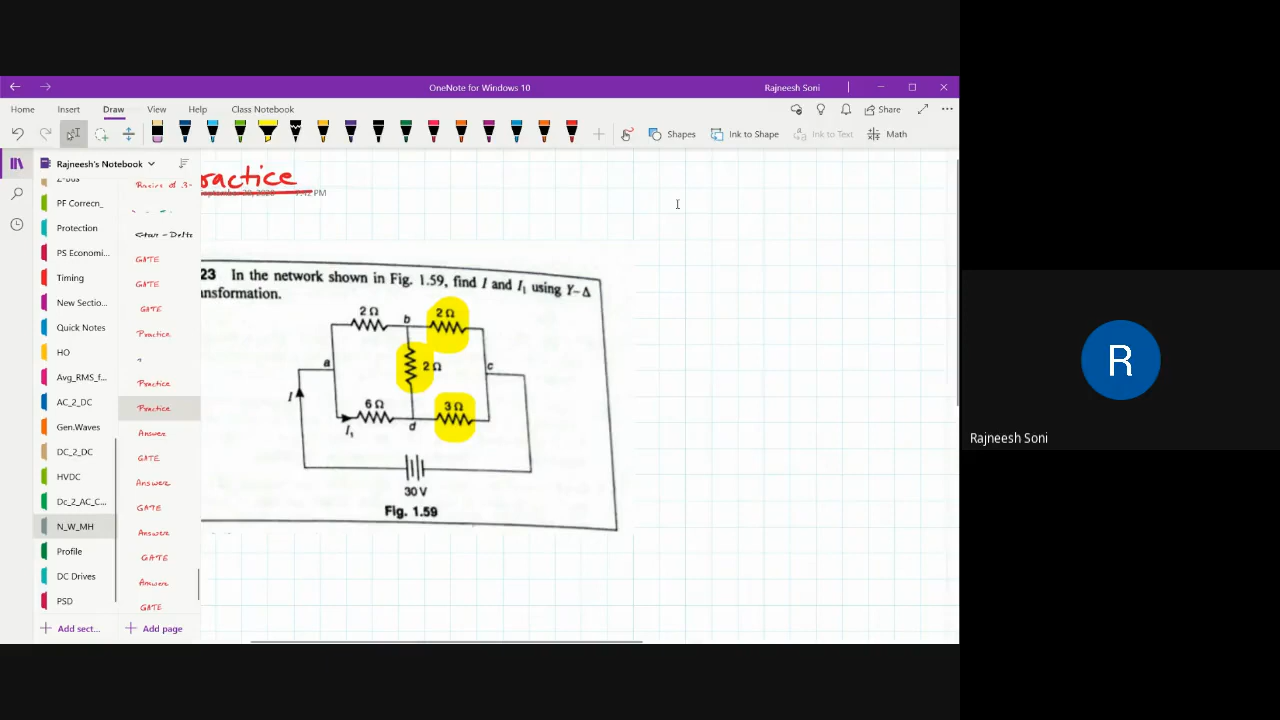 OneNote for Windows 10
Rajneesh Soni
Home Insert Draw View Help Class Notebook
Share
Shapes Ink to Shape Ink to Text Math
Rajneesh's Notebook
PF Correcn_
Protection
PS Economi...
Timing
New Sectio...
Quick Notes
HO
Avg_RMS_f...
AC_2_DC
Gen.Waves
DC_2_DC
HVDC
Dc_2_AC_C...
N_W_MH
Profile
DC Drives
PSD
Add sect...
Star-Delta
GATE
GATE
GATE
Practice
Practice
Practice
Answer
GATE
Answer
GATE
Answer
GATE
Answer
GATE
Add page
ractice
PM
23 In the network shown in Fig. 1.59, find I and I₁ using Y–Δ
ansformation.
2 Ω b 2 Ω
a 2 Ω c
I
6 Ω 3 Ω
I₁ d
30 V
Fig. 1.59
R
Rajneesh Soni